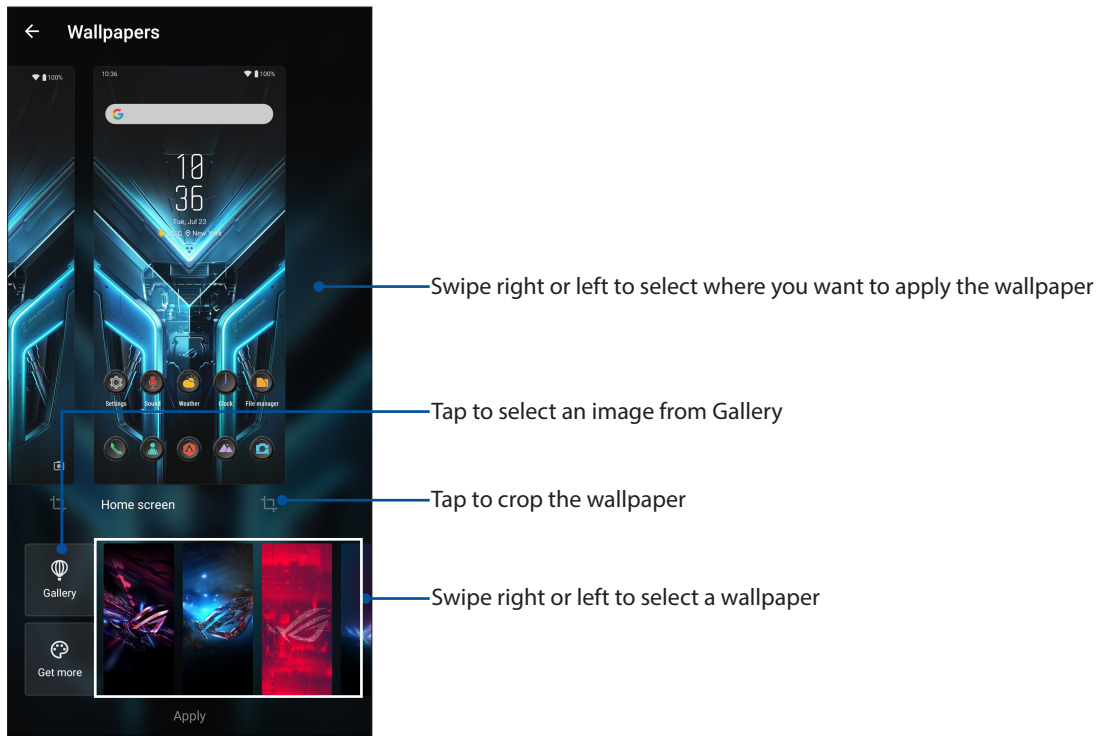 Wallpapers
100%
10:36
100%
10
36
Tue, Jul 23
New York
Settings
Sound
Weather
Clock
File manager
Home screen
Gallery
Get more
Apply
Swipe right or left to select where you want to apply the wallpaper
Tap to select an image from Gallery
Tap to crop the wallpaper
Swipe right or left to select a wallpaper